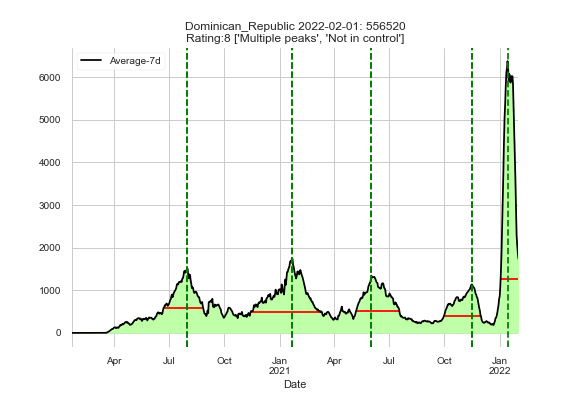 Dominican_Republic 2022-02-01: 556520
Rating:8 ['Multiple peaks', 'Not in control']
Average-7d
6000
5000
4000
3000
2000
1000
0
Apr Jul Oct Jan Apr Jul Oct Jan
2021 2022
Date